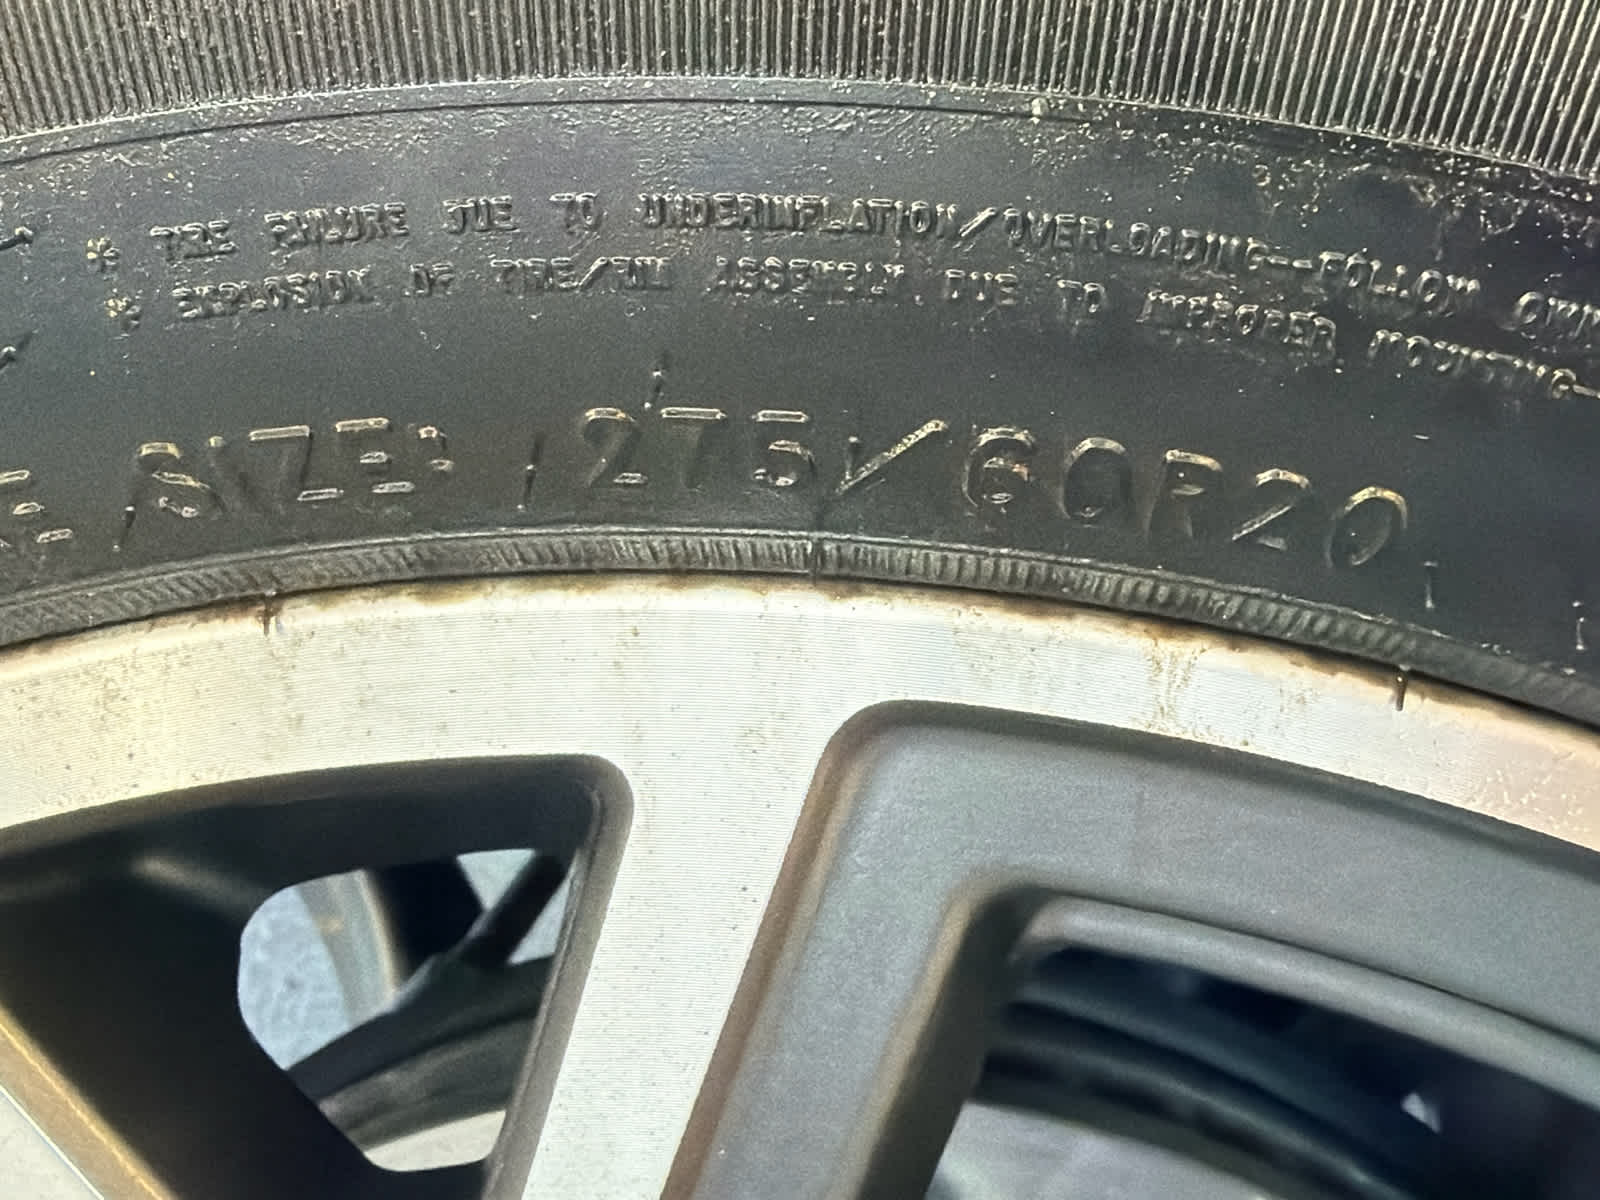 * TIRE FAILURE DUE TO UNDERINFLATION/OVERLOADING--FOLLOW OWN
* EXPLOSION OF TIRE/RIM ASSEMBLY DUE TO IMPROPER MOUNTING-
E SIZE: 275/60R20